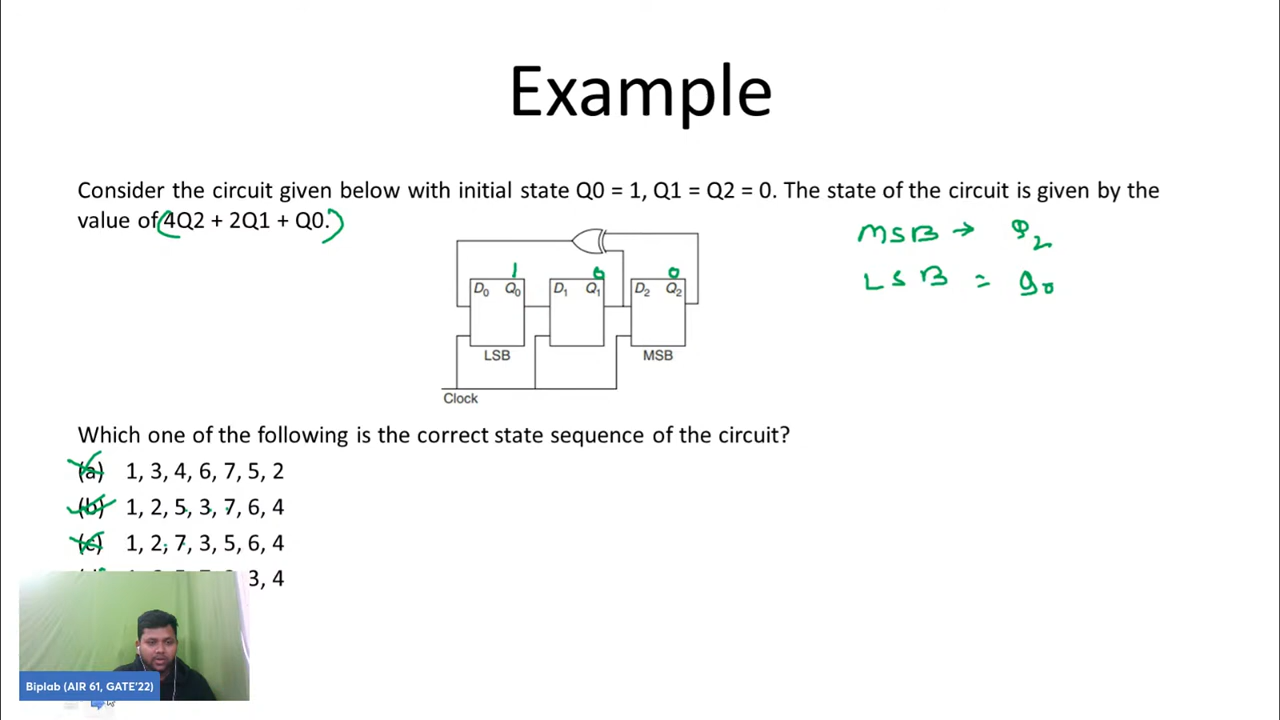 Example
Consider the circuit given below with initial state Q0 = 1, Q1 = Q2 = 0. The state of the circuit is given by the
value of 4Q2 + 2Q1 + Q0.
MSB → Q2
LSB = Q0
1 0 0
D0 Q0 D1 Q1 D2 Q2
LSB MSB
Clock
Which one of the following is the correct state sequence of the circuit?
(a) 1, 3, 4, 6, 7, 5, 2
(b) 1, 2, 5, 3, 7, 6, 4
(c) 1, 2, 7, 3, 5, 6, 4
3, 4
Biplab (AIR 61, GATE'22)